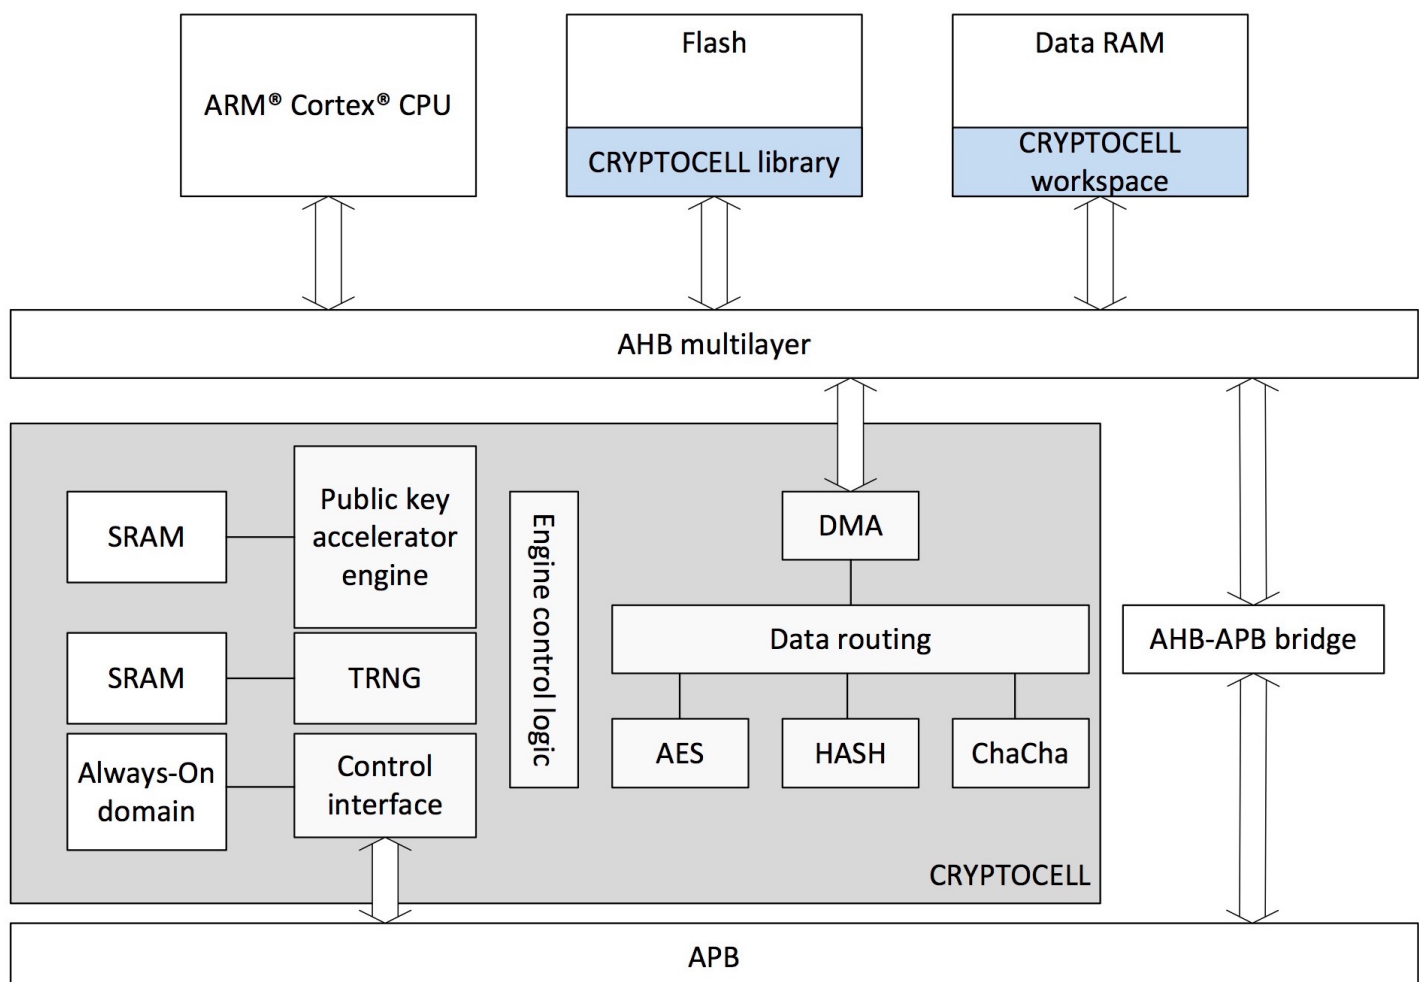 ARM® Cortex® CPU
Flash
CRYPTOCELL library
Data RAM
CRYPTOCELL
workspace
AHB multilayer
SRAM
Public key
accelerator
engine
SRAM
TRNG
Always-On
domain
Control
interface
Engine control logic
DMA
Data routing
AES
HASH
ChaCha
CRYPTOCELL
AHB-APB bridge
APB